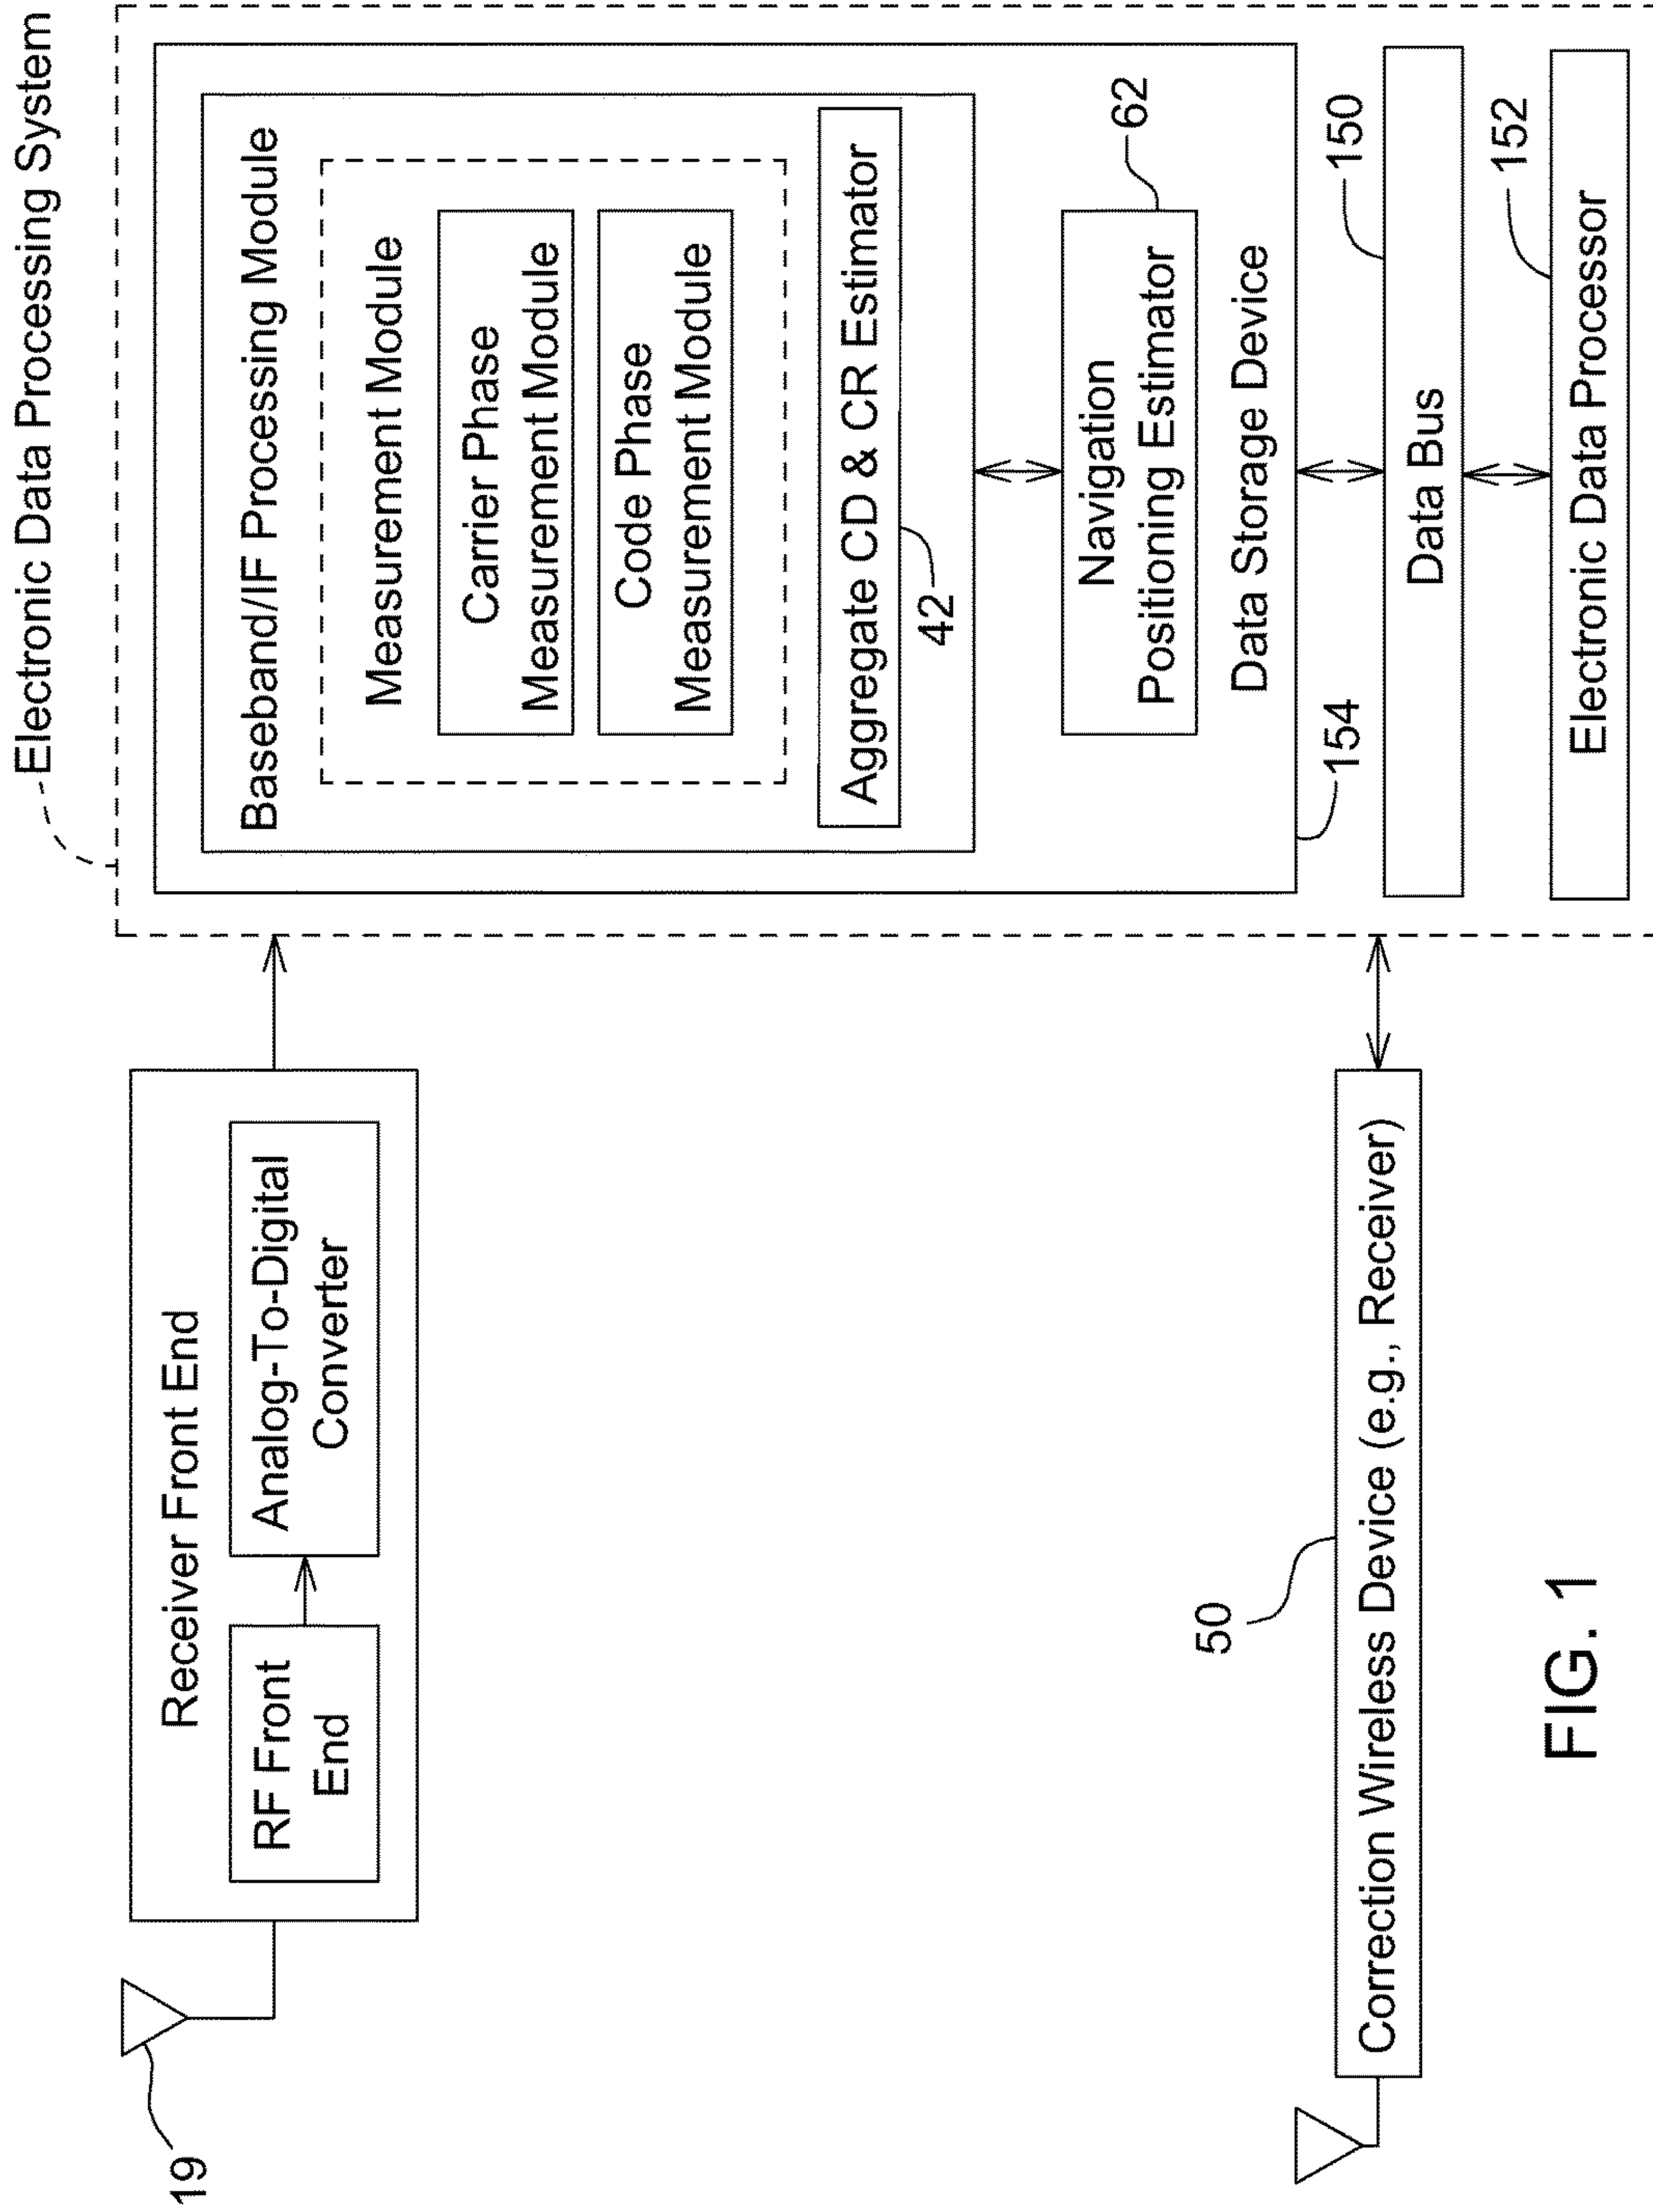 Electronic Data Processing System
19
Receiver Front End
RF Front
End
Analog-To-Digital
Converter
Baseband/IF Processing Module
Measurement Module
Carrier Phase
Measurement Module
Code Phase
Measurement Module
Aggregate CD & CR Estimator
42
Navigation
Positioning Estimator
62
Data Storage Device
154
Data Bus
150
Electronic Data Processor
152
50
Correction Wireless Device (e.g., Receiver)
FIG. 1